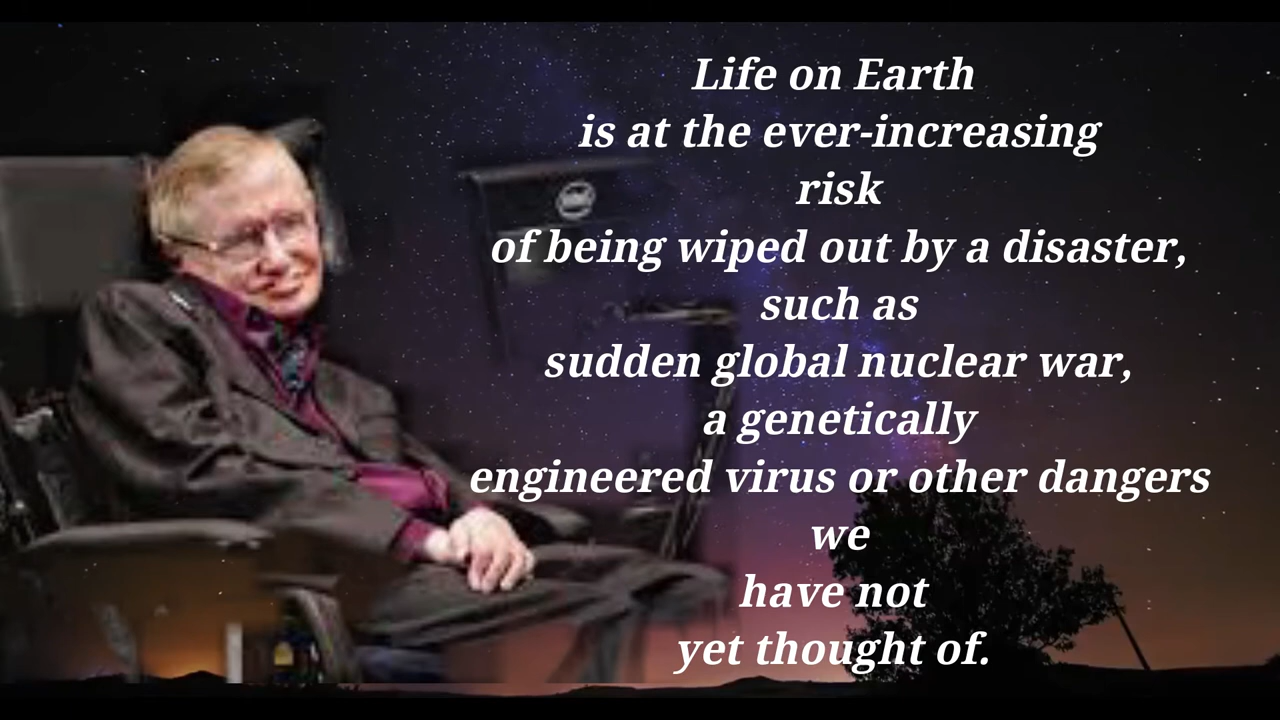 Life on Earth
is at the ever-increasing
risk
of being wiped out by a disaster,
such as
sudden global nuclear war,
a genetically
engineered virus or other dangers
we
have not
yet thought of.